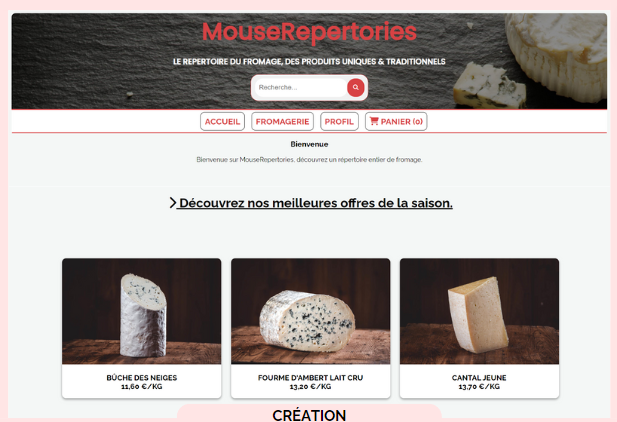 MouseRepertories
LE REPERTOIRE DU FROMAGE, DES PRODUITS UNIQUES & TRADITIONNELS
Recherche...
ACCUEIL FROMAGERIE PROFIL PANIER (0)
Bienvenue
Bienvenue sur MouseRepertories, découvrez un répertoire entier de fromage.
Découvrez nos meilleures offres de la saison.
BÛCHE DES NEIGES FOURME D'AMBERT LAIT CRU CANTAL JEUNE
11,60 €/KG 13,20 €/KG 13,70 €/KG
CRÉATION